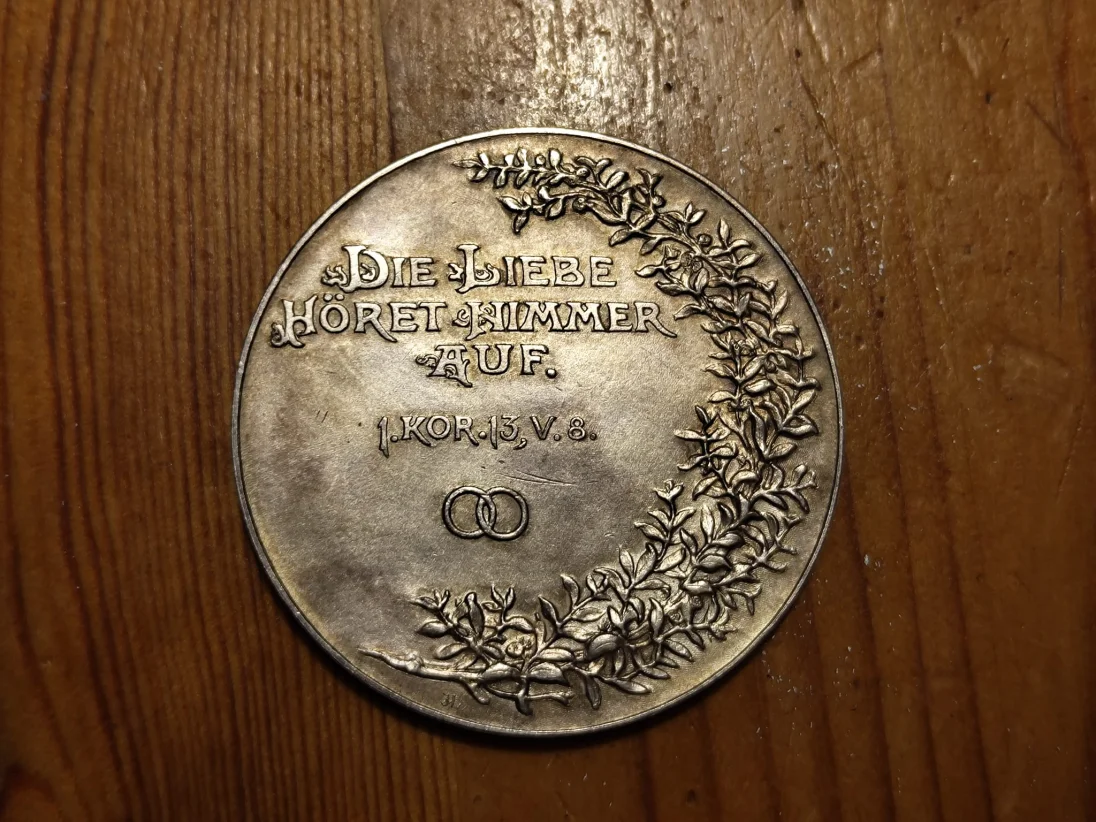 DIE LIEBE
HÖRET NIMMER
AUF.
1. KOR. 13, V. 8.